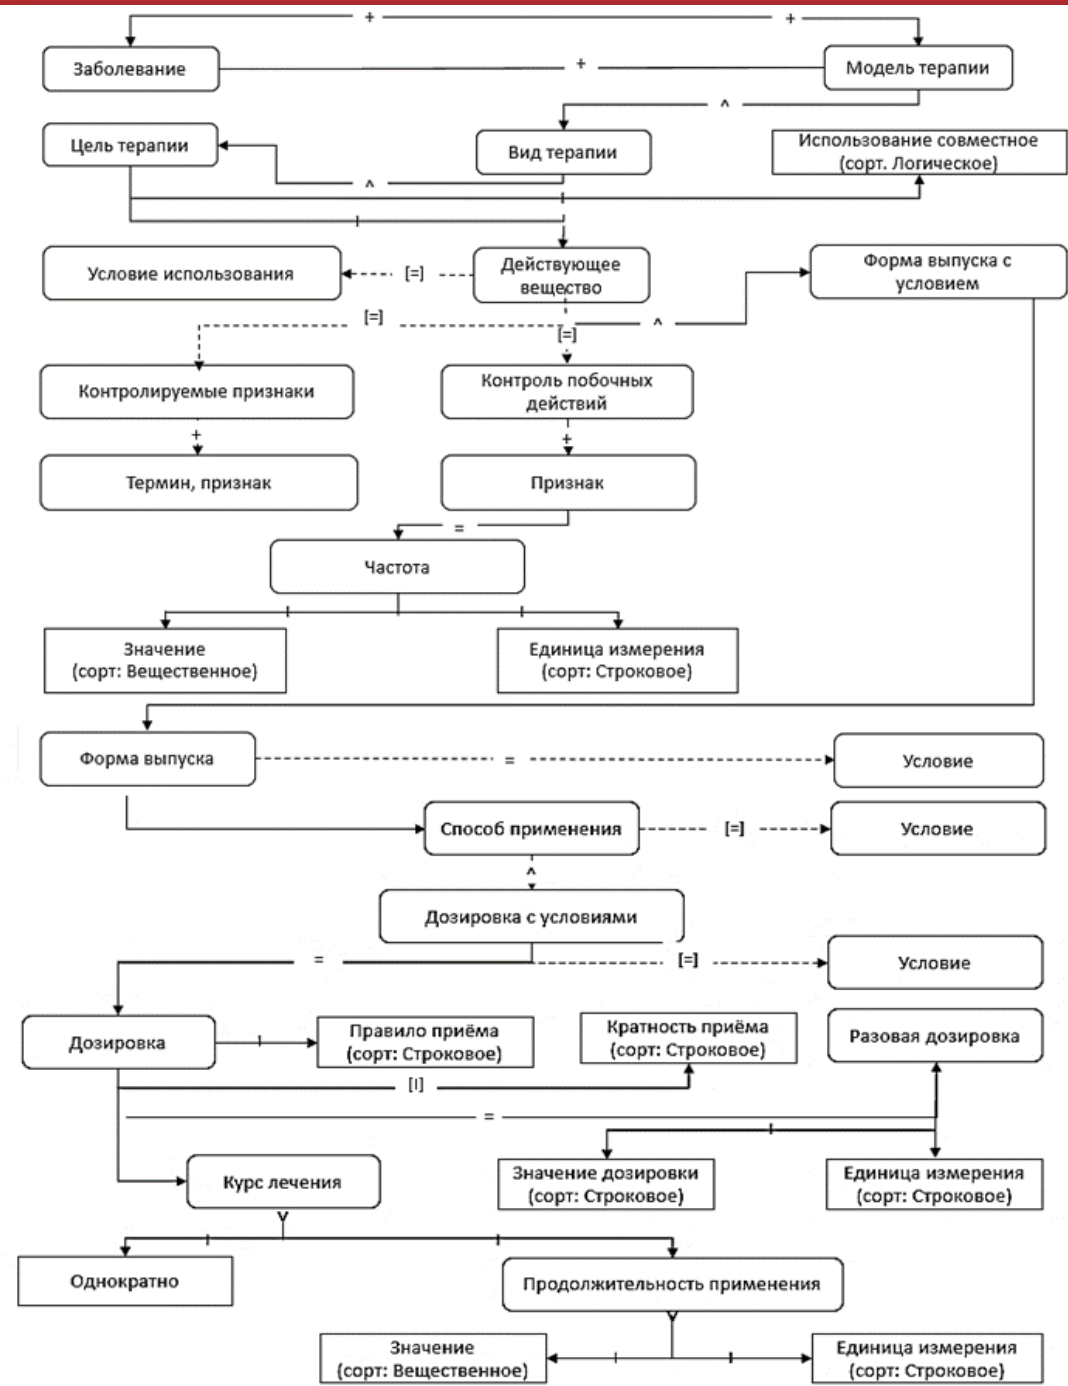 + +
Заболевание
+
Модель терапии
^
Цель терапии
Вид терапии
Использование совместное
(сорт. Логическое)
^
Условие использования
[=]
Действующее
вещество
Форма выпуска с
условием
[=]
^
[=]
Контролируемые признаки
Контроль побочных
действий
+
+
Термин, признак
Признак
=
Частота
Значение
(сорт: Вещественное)
Единица измерения
(сорт: Строковое)
Форма выпуска
=
Условие
Способ применения
[=]
Условие
^
Дозировка с условиями
=
[=]
Условие
Дозировка
Правило приёма
(сорт: Строковое)
Кратность приёма
(сорт: Строковое)
Разовая дозировка
[I]
=
Курс лечения
Значение дозировки
(сорт: Строковое)
Единица измерения
(сорт: Строковое)
V
Однократно
Продолжительность применения
V
Значение
(сорт: Вещественное)
Единица измерения
(сорт: Строковое)